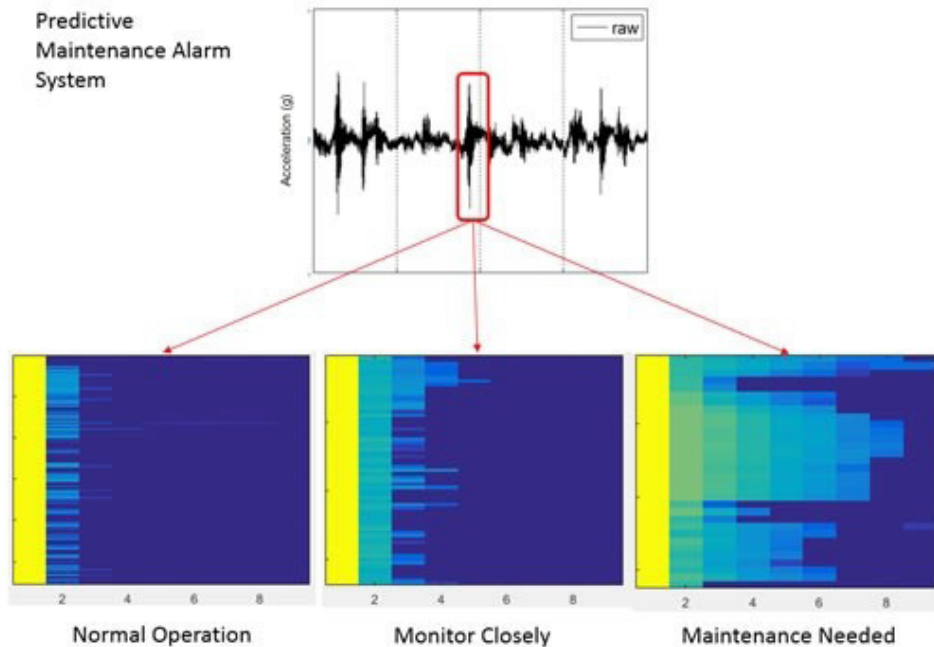 Predictive
Maintenance Alarm
System
raw
Acceleration (g)
2 4 6 8
2 4 6 8
2 4 6 8
Normal Operation
Monitor Closely
Maintenance Needed